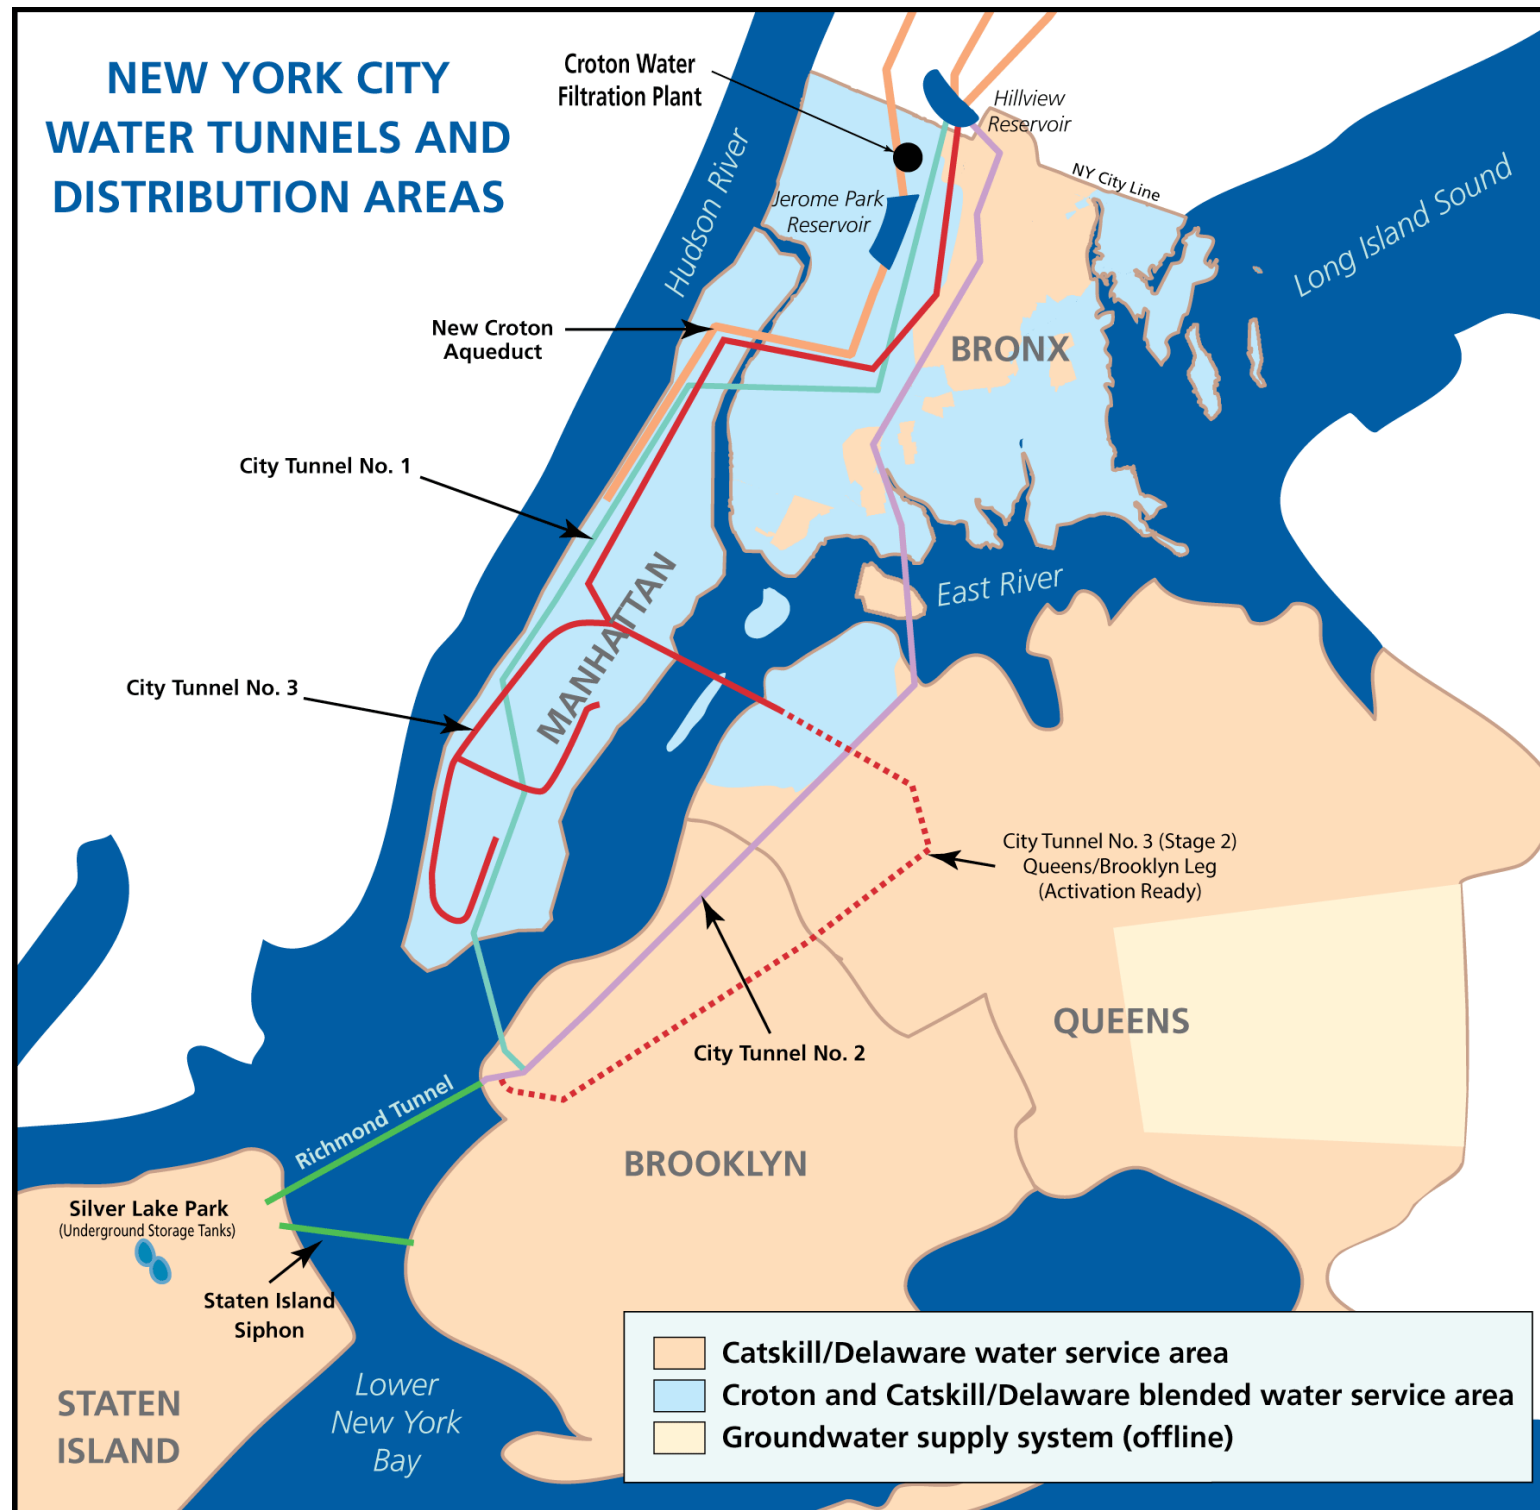 NEW YORK CITY
WATER TUNNELS AND
DISTRIBUTION AREAS
Croton Water
Filtration Plant
Hillview
Reservoir
NY City Line
Jerome Park
Reservoir
Hudson River
Long Island Sound
New Croton
Aqueduct
BRONX
City Tunnel No. 1
East River
MANHATTAN
City Tunnel No. 3
City Tunnel No. 3 (Stage 2)
Queens/Brooklyn Leg
(Activation Ready)
QUEENS
City Tunnel No. 2
Richmond Tunnel
BROOKLYN
Silver Lake Park
(Underground Storage Tanks)
Staten Island
Siphon
STATEN
ISLAND
Lower
New York
Bay
Catskill/Delaware water service area
Croton and Catskill/Delaware blended water service area
Groundwater supply system (offline)